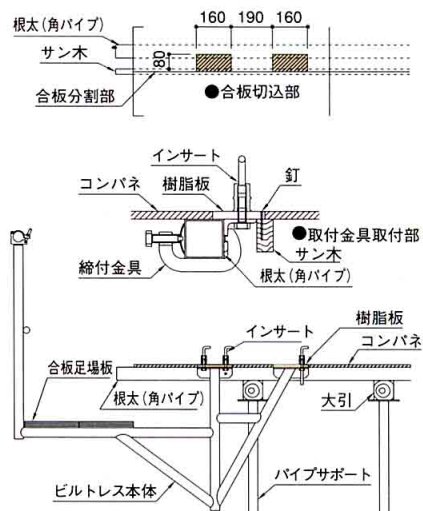 160 190 160
根太(角パイプ)
サン木
80
合板分割部
●合板切込部
インサート
釘
コンパネ
樹脂板
●取付金具取付部
サン木
締付金具
根太(角パイプ)
インサート
樹脂板
コンパネ
合板足場板
根太(角パイプ)
大引
ビルトレス本体
パイプサポート